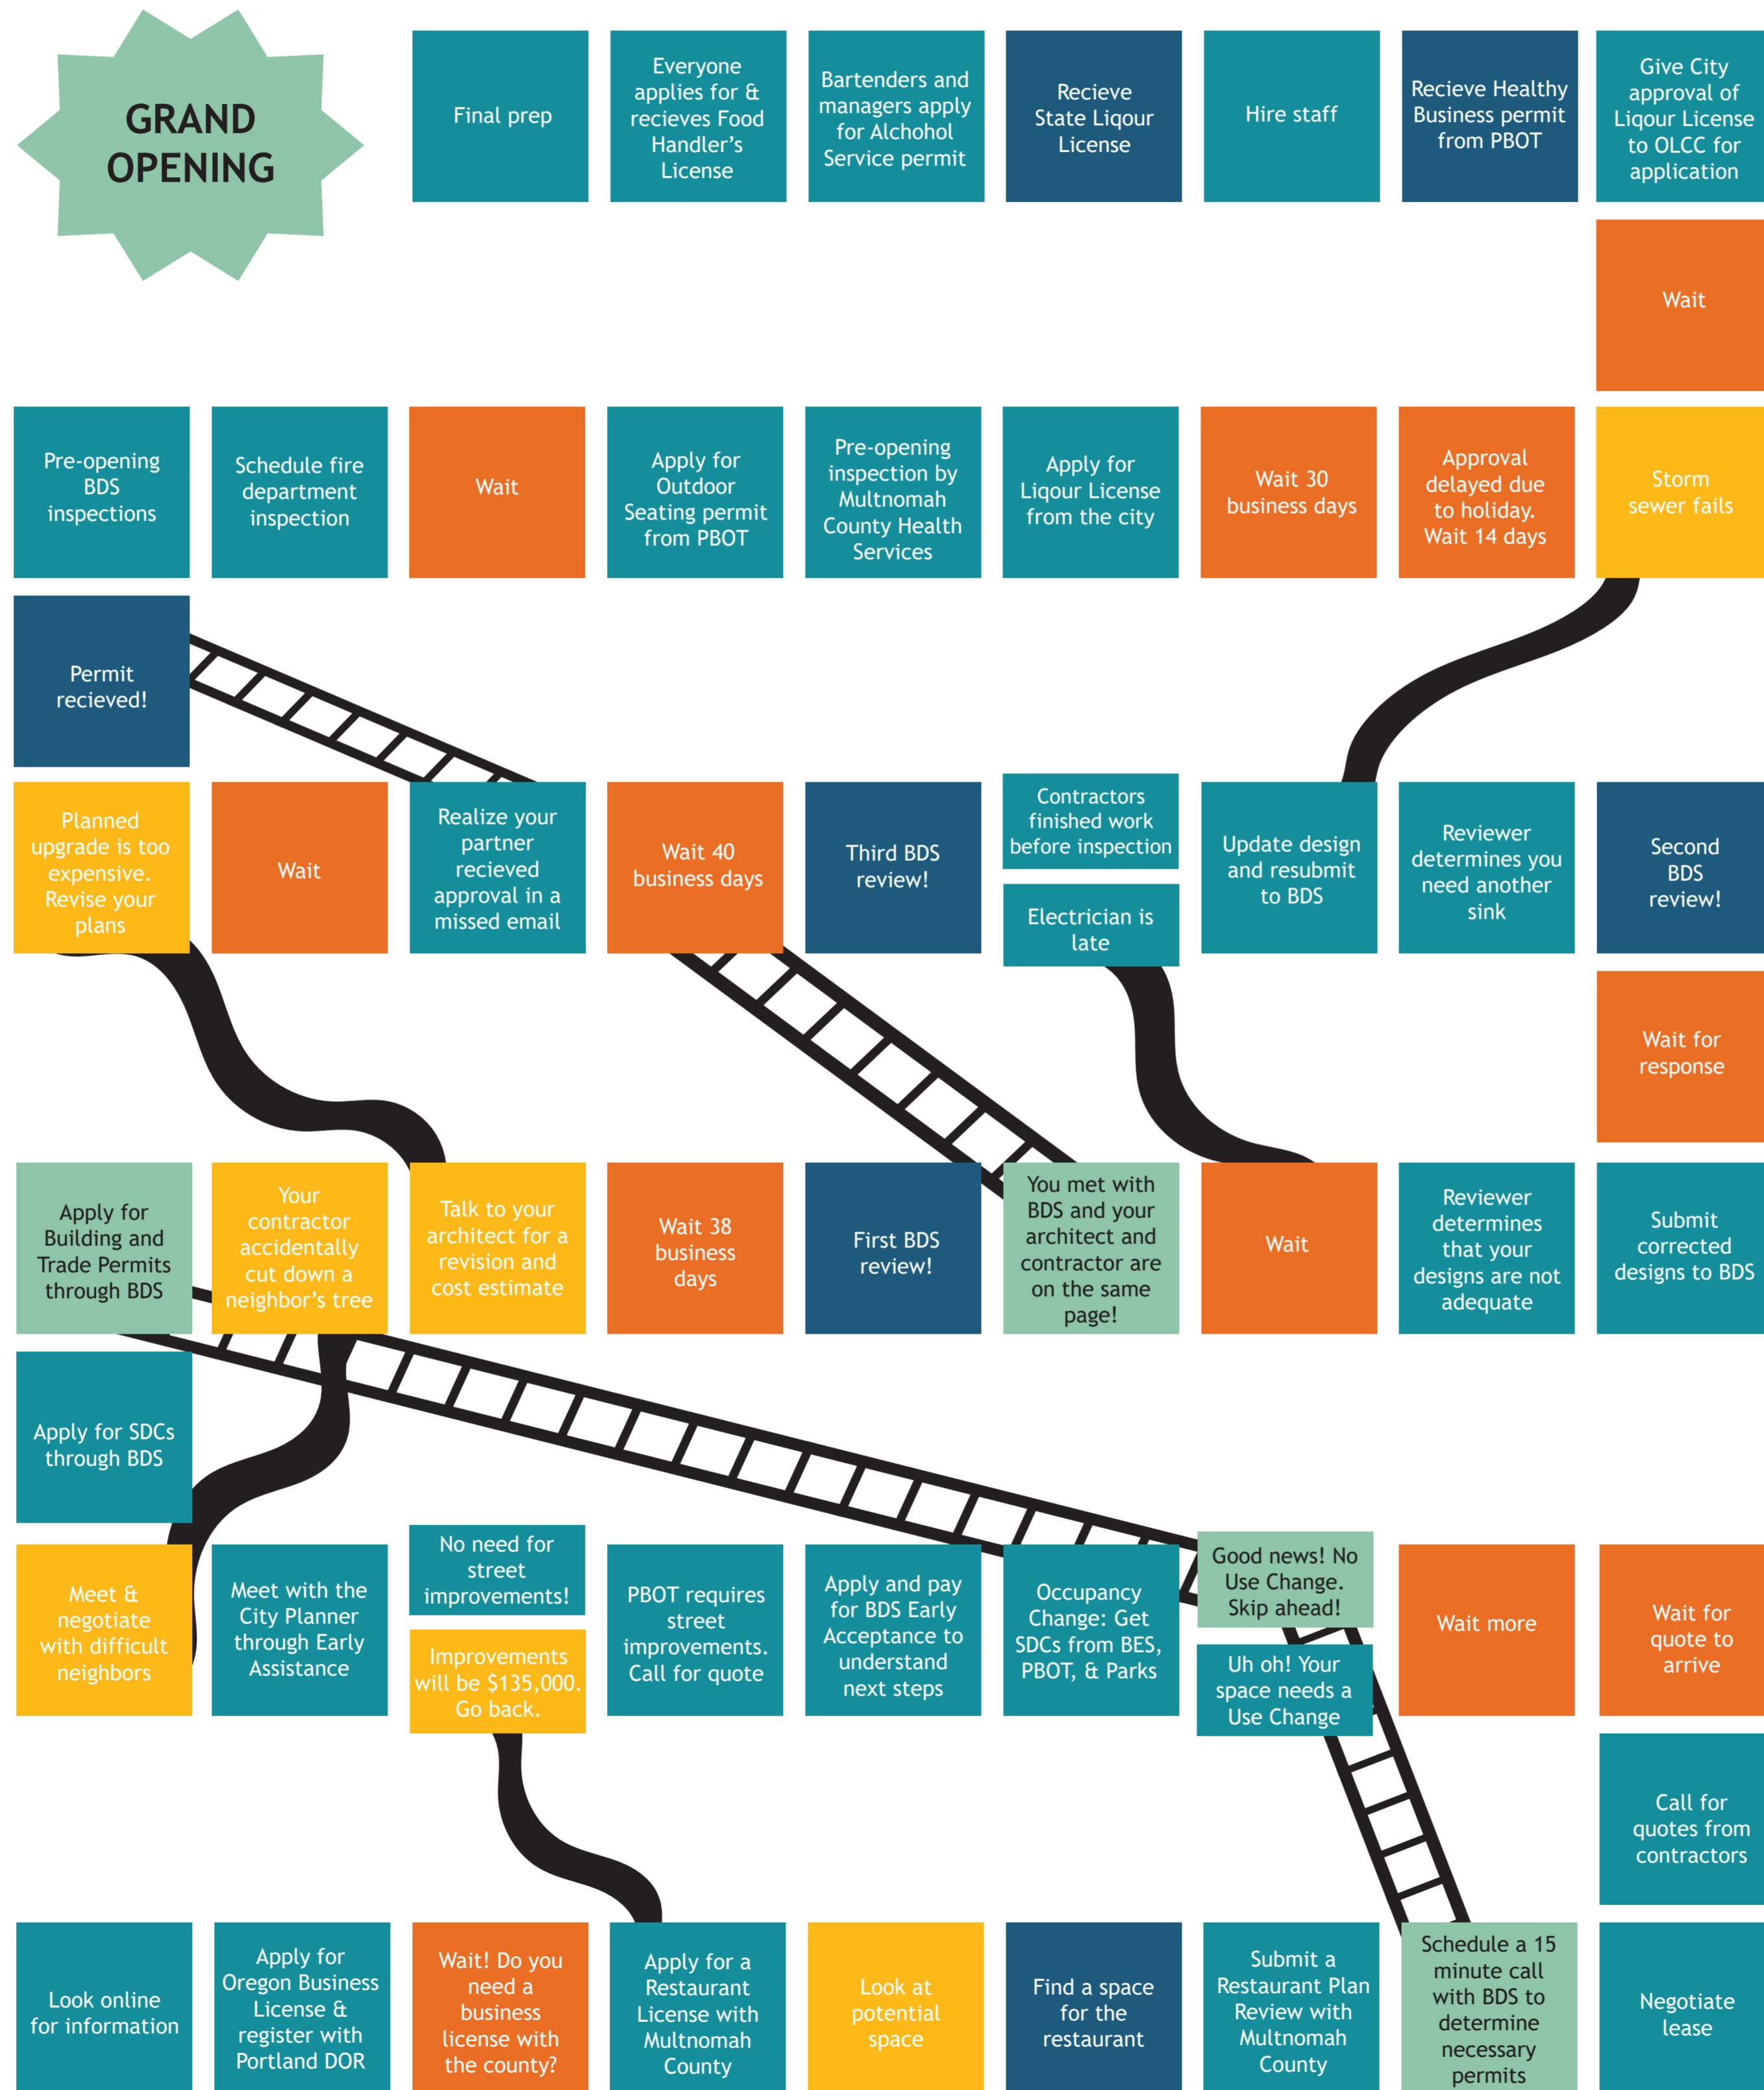 GRAND
OPENING
Final prep
Everyone
applies for &
recieves Food
Handler's
License
Bartenders and
managers apply
for Alchohol
Service permit
Recieve
State Liqour
License
Hire staff
Recieve Healthy
Business permit
from PBOT
Give City
approval of
Liqour License
to OLCC for
application
Wait
Pre-opening
BDS
inspections
Schedule fire
department
inspection
Wait
Apply for
Outdoor
Seating permit
from PBOT
Pre-opening
inspection by
Multnomah
County Health
Services
Apply for
Liqour License
from the city
Wait 30
business days
Approval
delayed due
to holiday.
Wait 14 days
Storm
sewer fails
Permit
recieved!
Planned
upgrade is too
expensive.
Revise your
plans
Wait
Realize your
partner
recieved
approval in a
missed email
Wait 40
business days
Third BDS
review!
Contractors
finished work
before inspection
Electrician is
late
Update design
and resubmit
to BDS
Reviewer
determines you
need another
sink
Second
BDS
review!
Wait for
response
Apply for
Building and
Trade Permits
through BDS
Your
contractor
accidentally
cut down a
neighbor's tree
Talk to your
architect for a
revision and
cost estimate
Wait 38
business
days
First BDS
review!
You met with
BDS and your
architect and
contractor are
on the same
page!
Wait
Reviewer
determines
that your
designs are not
adequate
Submit
corrected
designs to BDS
Apply for SDCs
through BDS
Meet &
negotiate
with difficult
neighbors
Meet with the
City Planner
through Early
Assistance
No need for
street
improvements!
Improvements
will be $135,000.
Go back.
PBOT requires
street
improvements.
Call for quote
Apply and pay
for BDS Early
Acceptance to
understand
next steps
Occupancy
Change: Get
SDCs from BES,
PBOT, & Parks
Good news! No
Use Change.
Skip ahead!
Uh oh! Your
space needs a
Use Change
Wait more
Wait for
quote to
arrive
Call for
quotes from
contractors
Look online
for information
Apply for
Oregon Business
License &
register with
Portland DOR
Wait! Do you
need a
business
license with
the county?
Apply for a
Restaurant
License with
Multnomah
County
Look at
potential
space
Find a space
for the
restaurant
Submit a
Restaurant Plan
Review with
Multnomah
County
Schedule a 15
minute call
with BDS to
determine
necessary
permits
Negotiate
lease